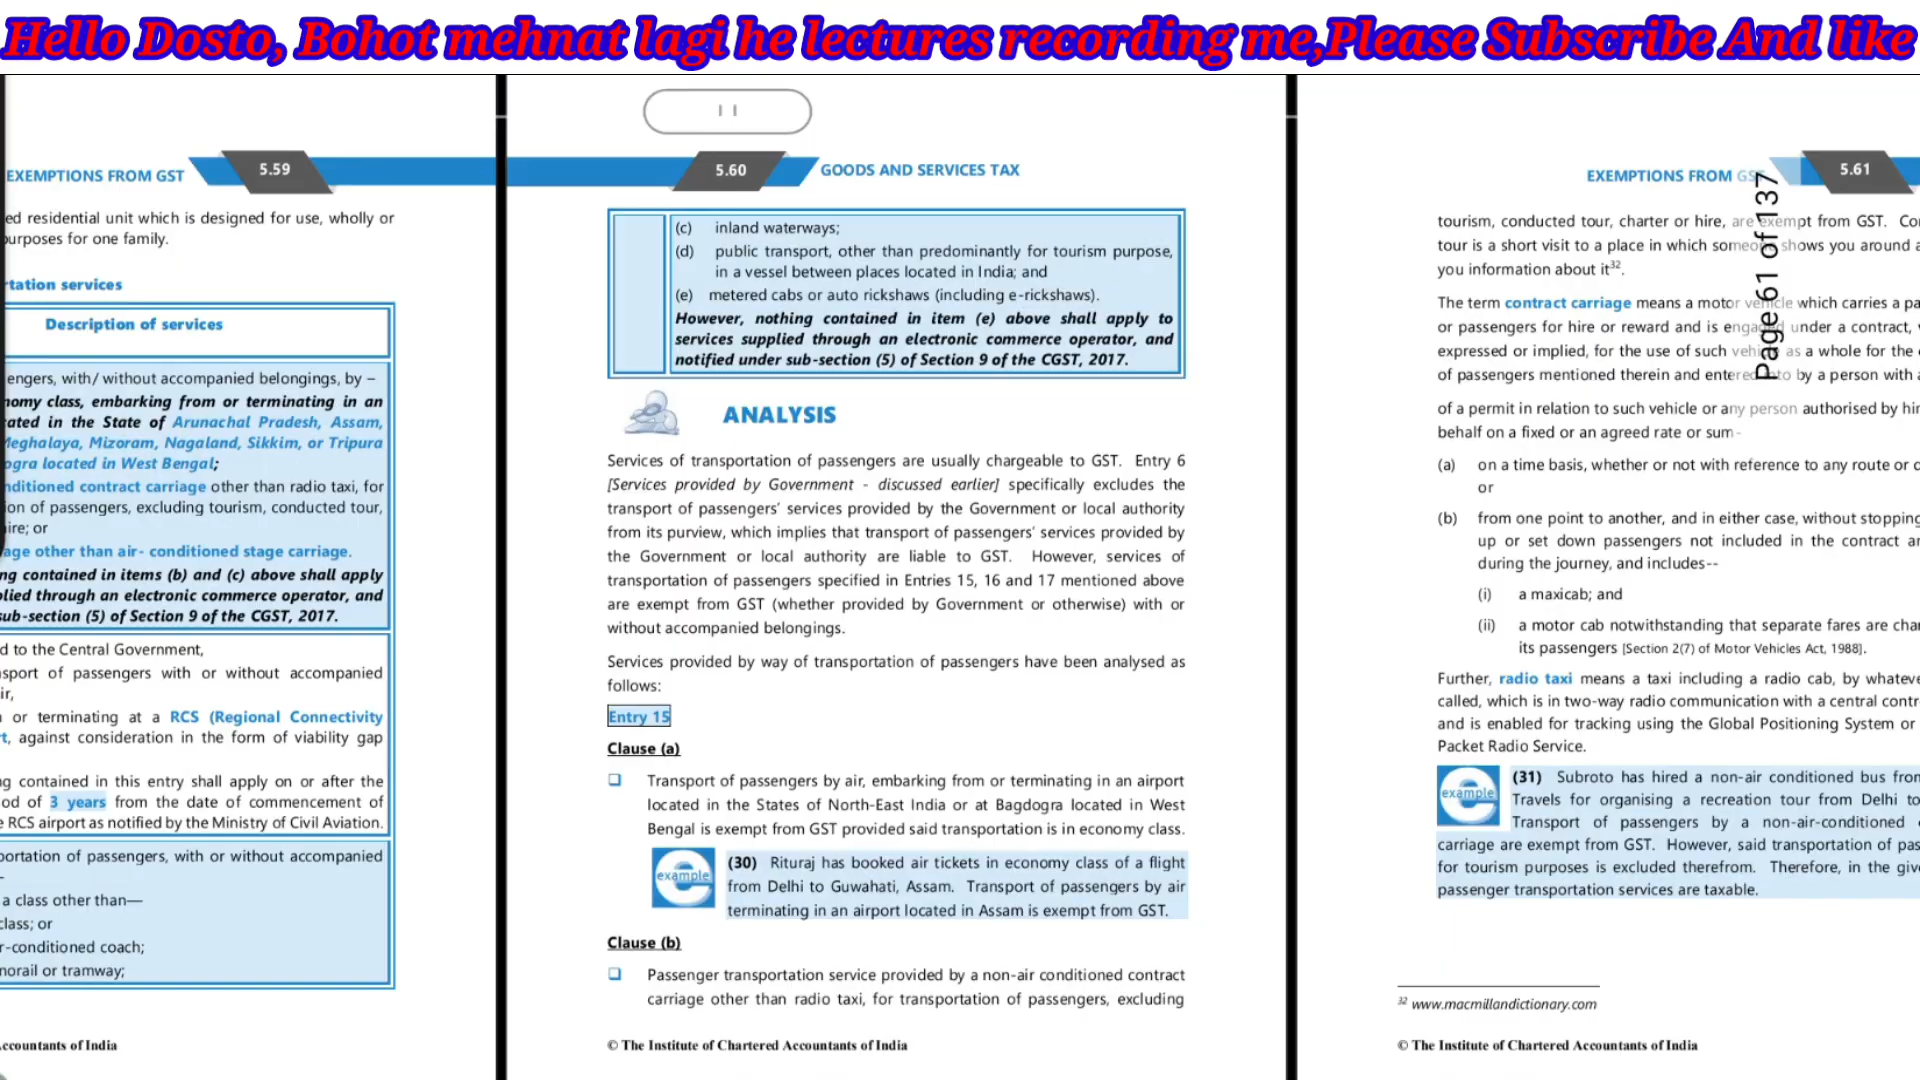 Hello Dosto, Bohot mehnat lagi he lectures recording me,Please Subscribe And like
EXEMPTIONS FROM GST 5.59
ed residential unit which is designed for use, wholly or
urposes for one family.
tation services
Description of services
engers, with/ without accompanied belongings, by –
nomy class, embarking from or terminating in an
ated in the State of Arunachal Pradesh, Assam,
Meghalaya, Mizoram, Nagaland, Sikkim, or Tripura
ogra located in West Bengal;
nditioned contract carriage other than radio taxi, for
ion of passengers, excluding tourism, conducted tour,
ire; or
age other than air- conditioned stage carriage.
ng contained in items (b) and (c) above shall apply
plied through an electronic commerce operator, and
sub-section (5) of Section 9 of the CGST, 2017.
d to the Central Government,
nsport of passengers with or without accompanied
ir,
or terminating at a RCS (Regional Connectivity
t, against consideration in the form of viability gap
ng contained in this entry shall apply on or after the
od of 3 years from the date of commencement of
e RCS airport as notified by the Ministry of Civil Aviation.
portation of passengers, with or without accompanied
–
a class other than—
class; or
r-conditioned coach;
norail or tramway;
ccountants of India
5.60 GOODS AND SERVICES TAX
(c) inland waterways;
(d) public transport, other than predominantly for tourism purpose,
in a vessel between places located in India; and
(e) metered cabs or auto rickshaws (including e-rickshaws).
However, nothing contained in item (e) above shall apply to
services supplied through an electronic commerce operator, and
notified under sub-section (5) of Section 9 of the CGST, 2017.
ANALYSIS
Services of transportation of passengers are usually chargeable to GST. Entry 6
[Services provided by Government - discussed earlier] specifically excludes the
transport of passengers’ services provided by the Government or local authority
from its purview, which implies that transport of passengers’ services provided by
the Government or local authority are liable to GST. However, services of
transportation of passengers specified in Entries 15, 16 and 17 mentioned above
are exempt from GST (whether provided by Government or otherwise) with or
without accompanied belongings.
Services provided by way of transportation of passengers have been analysed as
follows:
Entry 15
Clause (a)
Transport of passengers by air, embarking from or terminating in an airport
located in the States of North-East India or at Bagdogra located in West
Bengal is exempt from GST provided said transportation is in economy class.
example
(30) Rituraj has booked air tickets in economy class of a flight
from Delhi to Guwahati, Assam. Transport of passengers by air
terminating in an airport located in Assam is exempt from GST.
Clause (b)
Passenger transportation service provided by a non-air conditioned contract
carriage other than radio taxi, for transportation of passengers, excluding
© The Institute of Chartered Accountants of India
EXEMPTIONS FROM GST 5.61
Page 61 of 137
tourism, conducted tour, charter or hire, are exempt from GST. Con
tour is a short visit to a place in which someone shows you around a
you information about it32.
The term contract carriage means a motor vehicle which carries a pa
or passengers for hire or reward and is engaged under a contract, w
expressed or implied, for the use of such vehicle as a whole for the c
of passengers mentioned therein and entered into by a person with a
of a permit in relation to such vehicle or any person authorised by him
behalf on a fixed or an agreed rate or sum-
(a) on a time basis, whether or not with reference to any route or d
or
(b) from one point to another, and in either case, without stopping
up or set down passengers not included in the contract an
during the journey, and includes--
(i) a maxicab; and
(ii) a motor cab notwithstanding that separate fares are char
its passengers [Section 2(7) of Motor Vehicles Act, 1988].
Further, radio taxi means a taxi including a radio cab, by whateve
called, which is in two-way radio communication with a central contr
and is enabled for tracking using the Global Positioning System or
Packet Radio Service.
example
(31) Subroto has hired a non-air conditioned bus from
Travels for organising a recreation tour from Delhi to
Transport of passengers by a non-air-conditioned c
carriage are exempt from GST. However, said transportation of pas
for tourism purposes is excluded therefrom. Therefore, in the give
passenger transportation services are taxable.
32 www.macmillandictionary.com
© The Institute of Chartered Accountants of India